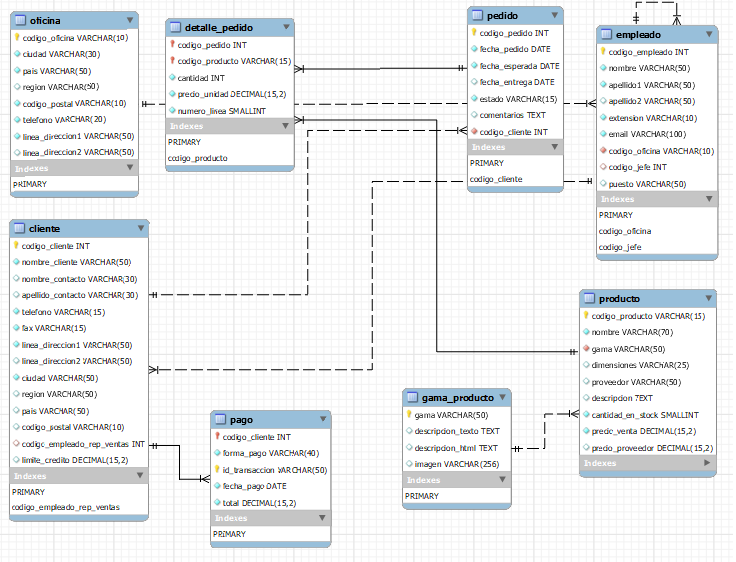 oficina
codigo_oficina VARCHAR(10)
ciudad VARCHAR(30)
pais VARCHAR(50)
region VARCHAR(50)
codigo_postal VARCHAR(10)
telefono VARCHAR(20)
linea_direccion1 VARCHAR(50)
linea_direccion2 VARCHAR(50)
Indexes
PRIMARY
detalle_pedido
codigo_pedido INT
codigo_producto VARCHAR(15)
cantidad INT
precio_unidad DECIMAL(15,2)
numero_linea SMALLINT
Indexes
PRIMARY
codigo_producto
pedido
codigo_pedido INT
fecha_pedido DATE
fecha_esperada DATE
fecha_entrega DATE
estado VARCHAR(15)
comentarios TEXT
codigo_cliente INT
Indexes
PRIMARY
codigo_cliente
empleado
codigo_empleado INT
nombre VARCHAR(50)
apellido1 VARCHAR(50)
apellido2 VARCHAR(50)
extension VARCHAR(10)
email VARCHAR(100)
codigo_oficina VARCHAR(10)
codigo_jefe INT
puesto VARCHAR(50)
Indexes
PRIMARY
codigo_oficina
codigo_jefe
cliente
codigo_cliente INT
nombre_cliente VARCHAR(50)
nombre_contacto VARCHAR(30)
apellido_contacto VARCHAR(30)
telefono VARCHAR(15)
fax VARCHAR(15)
linea_direccion1 VARCHAR(50)
linea_direccion2 VARCHAR(50)
ciudad VARCHAR(50)
region VARCHAR(50)
pais VARCHAR(50)
codigo_postal VARCHAR(10)
codigo_empleado_rep_ventas INT
limite_credito DECIMAL(15,2)
Indexes
PRIMARY
codigo_empleado_rep_ventas
pago
codigo_cliente INT
forma_pago VARCHAR(40)
id_transaccion VARCHAR(50)
fecha_pago DATE
total DECIMAL(15,2)
Indexes
PRIMARY
gama_producto
gama VARCHAR(50)
descripcion_texto TEXT
descripcion_html TEXT
imagen VARCHAR(256)
Indexes
PRIMARY
producto
codigo_producto VARCHAR(15)
nombre VARCHAR(70)
gama VARCHAR(50)
dimensiones VARCHAR(25)
proveedor VARCHAR(50)
descripcion TEXT
cantidad_en_stock SMALLINT
precio_venta DECIMAL(15,2)
precio_proveedor DECIMAL(15,2)
Indexes